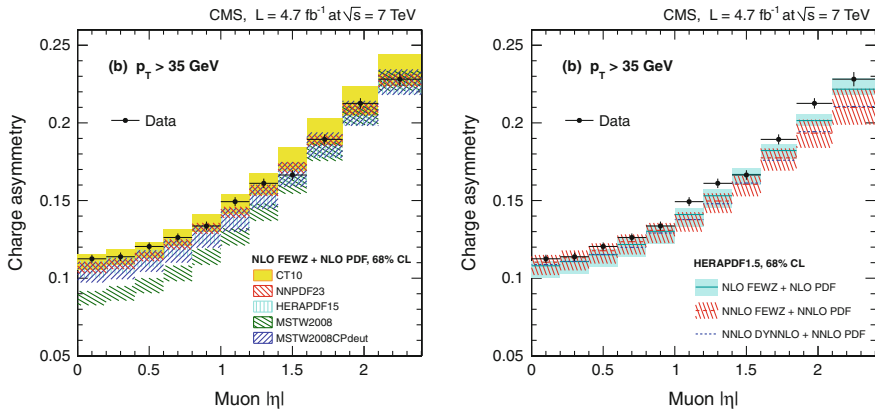 CMS, L = 4.7 fb⁻¹ at √s = 7 TeV
(b) p_T > 35 GeV
Data
Charge asymmetry
0.25
0.2
0.15
0.1
0.05
NLO FEWZ + NLO PDF, 68% CL
CT10
NNPDF23
HERAPDF15
MSTW2008
MSTW2008CPdeut
0 0.5 1 1.5 2
Muon |η|
CMS, L = 4.7 fb⁻¹ at √s = 7 TeV
(b) p_T > 35 GeV
Data
Charge asymmetry
0.25
0.2
0.15
0.1
0.05
HERAPDF1.5, 68% CL
NLO FEWZ + NLO PDF
NNLO FEWZ + NNLO PDF
NNLO DYNNLO + NNLO PDF
0 0.5 1 1.5 2
Muon |η|